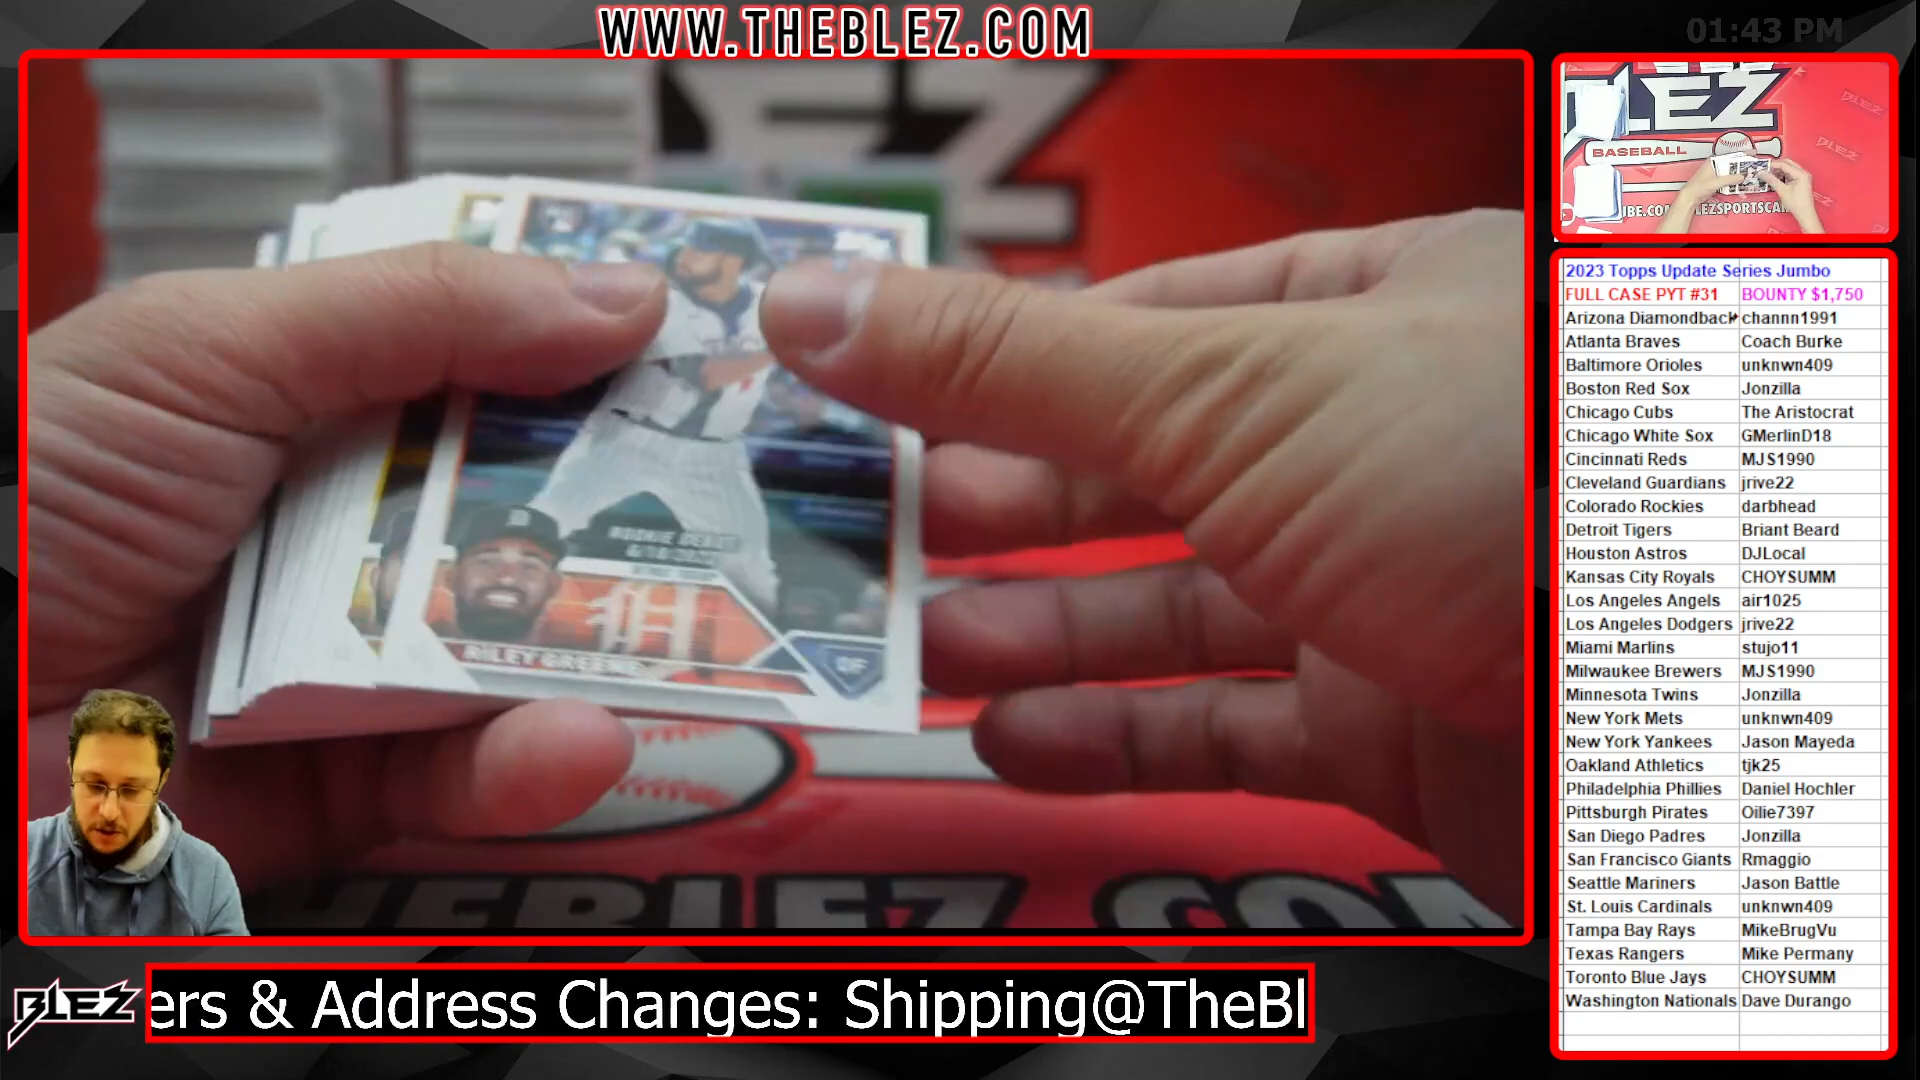 WWW.THEBLEZ.COM
01:43 PM
BLEZ
BASEBALL
ROOKIE DEBUT
RILEY GREENE
OF
2023 Topps Update Series Jumbo
FULL CASE PYT #31 BOUNTY $1,750
Arizona Diamondback channn1991
Atlanta Braves Coach Burke
Baltimore Orioles unknwn409
Boston Red Sox Jonzilla
Chicago Cubs The Aristocrat
Chicago White Sox GMerlinD18
Cincinnati Reds MJS1990
Cleveland Guardians jrive22
Colorado Rockies darbhead
Detroit Tigers Briant Beard
Houston Astros DJLocal
Kansas City Royals CHOYSUMM
Los Angeles Angels air1025
Los Angeles Dodgers jrive22
Miami Marlins stujo11
Milwaukee Brewers MJS1990
Minnesota Twins Jonzilla
New York Mets unknwn409
New York Yankees Jason Mayeda
Oakland Athletics tjk25
Philadelphia Phillies Daniel Hochler
Pittsburgh Pirates Oilie7397
San Diego Padres Jonzilla
San Francisco Giants Rmaggio
Seattle Mariners Jason Battle
St. Louis Cardinals unknwn409
Tampa Bay Rays MikeBrugVu
Texas Rangers Mike Permany
Toronto Blue Jays CHOYSUMM
Washington Nationals Dave Durango
BLEZ
ers & Address Changes: Shipping@TheBl